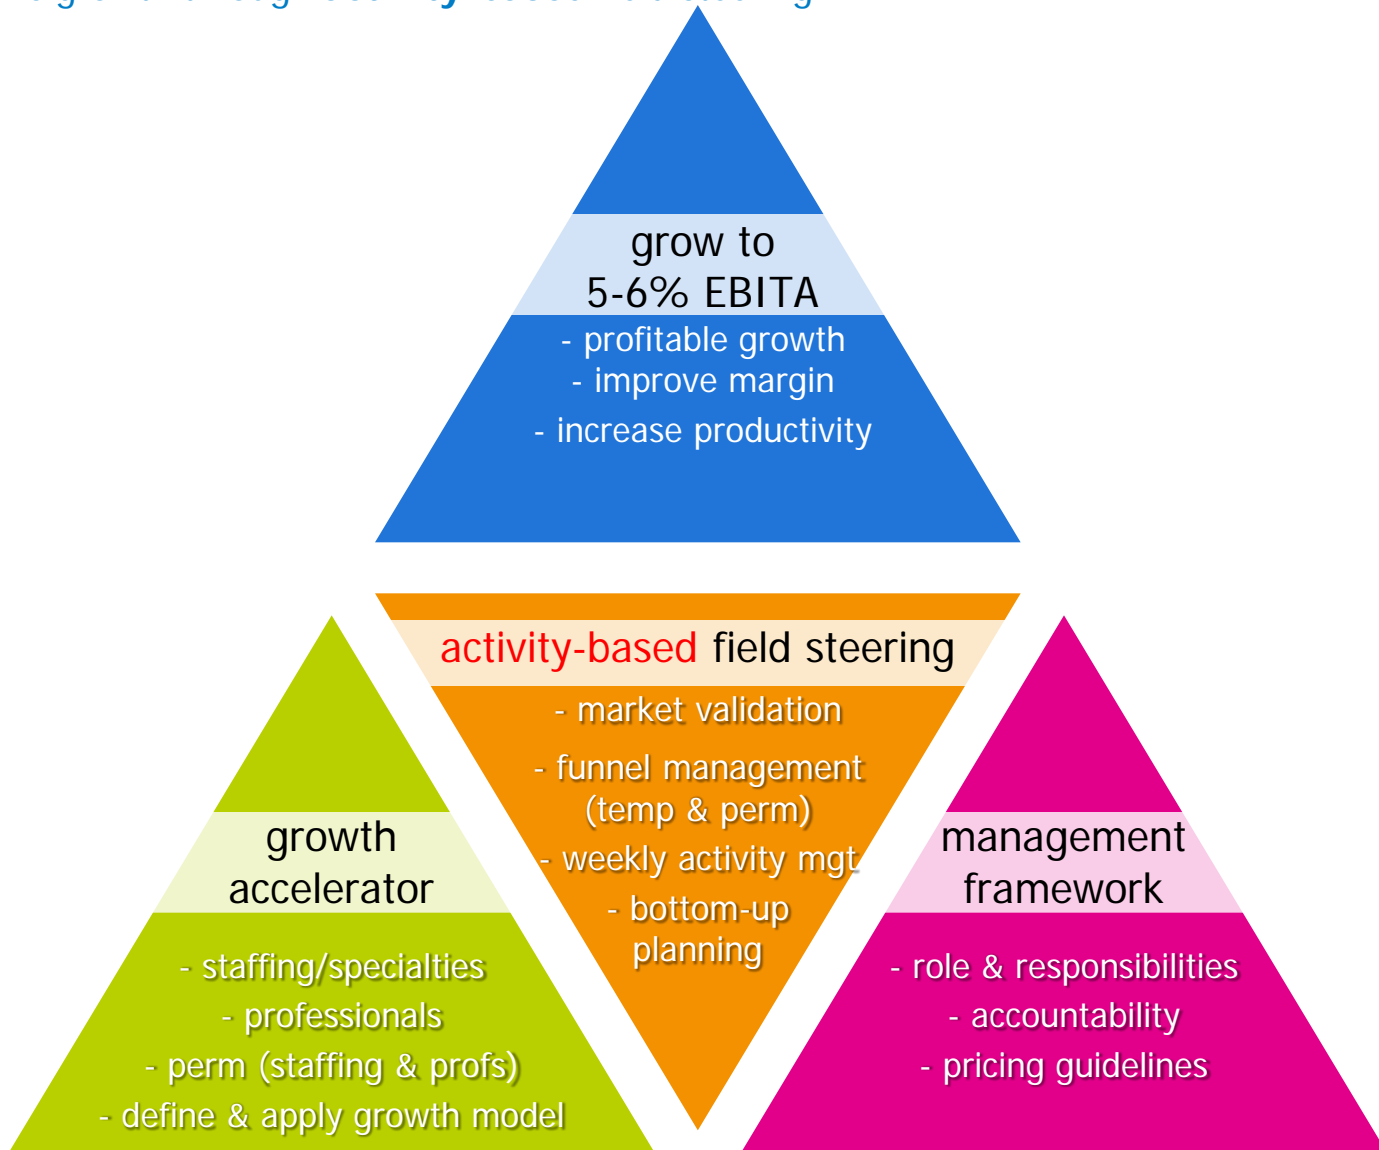 grow to
5-6% EBITA
- profitable growth
- improve margin
- increase productivity
activity-based field steering
- market validation
- funnel management
(temp & perm)
- weekly activity mgt
- bottom-up
planning
growth
accelerator
- staffing/specialties
- professionals
- perm (staffing & profs)
- define & apply growth model
management
framework
- role & responsibilities
- accountability
- pricing guidelines